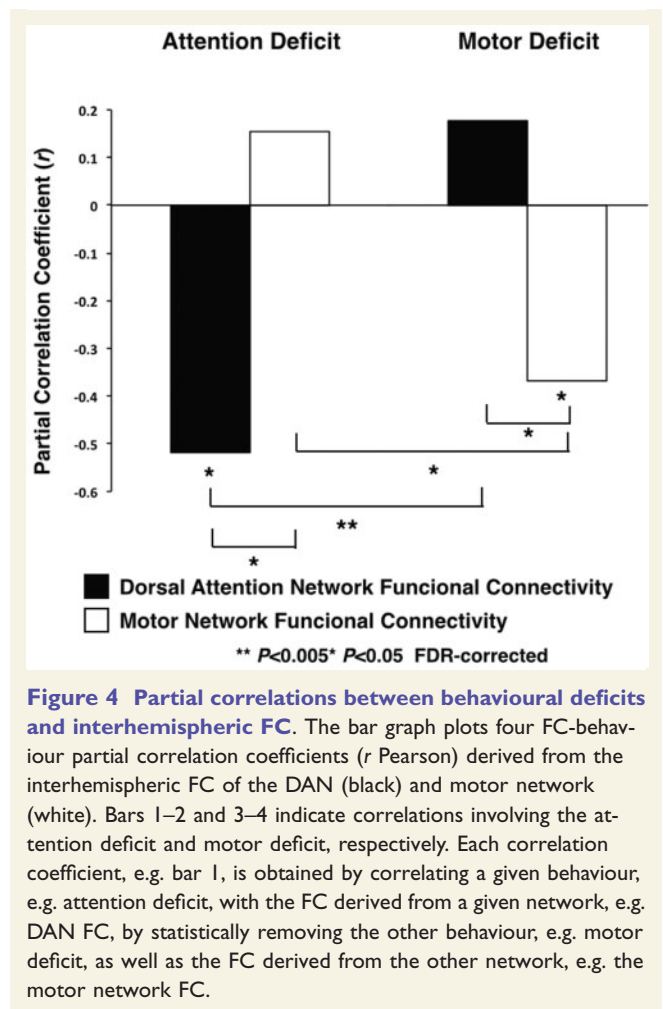 Attention Deficit Motor Deficit
Partial Correlation Coefficient (r)
0.2
0.1
0
-0.1
-0.2
-0.3
-0.4
-0.5
-0.6
*
*
*
*
**
*
Dorsal Attention Network Funcional Connectivity
Motor Network Funcional Connectivity
** P<0.005* P<0.05 FDR-corrected
Figure 4 Partial correlations between behavioural deficits
and interhemispheric FC. The bar graph plots four FC-behav-
iour partial correlation coefficients (r Pearson) derived from the
interhemispheric FC of the DAN (black) and motor network
(white). Bars 1–2 and 3–4 indicate correlations involving the at-
tention deficit and motor deficit, respectively. Each correlation
coefficient, e.g. bar 1, is obtained by correlating a given behaviour,
e.g. attention deficit, with the FC derived from a given network, e.g.
DAN FC, by statistically removing the other behaviour, e.g. motor
deficit, as well as the FC derived from the other network, e.g. the
motor network FC.